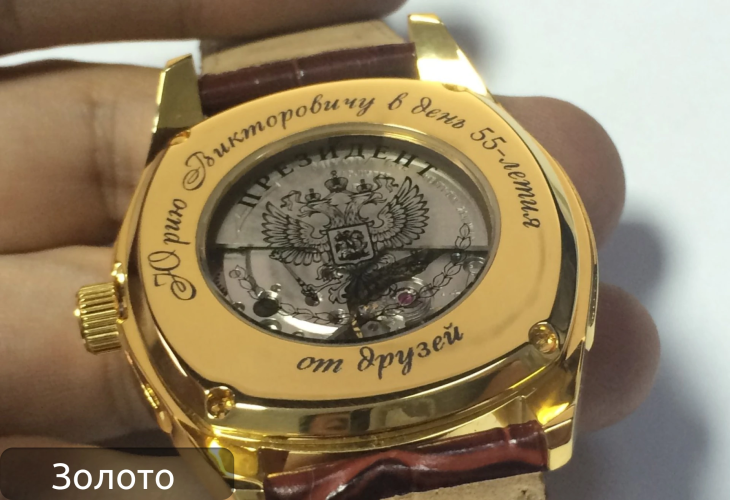 Юрию Викторовичу в день 55-летия
ПРЕЗИДЕНТ
от друзей
Золото